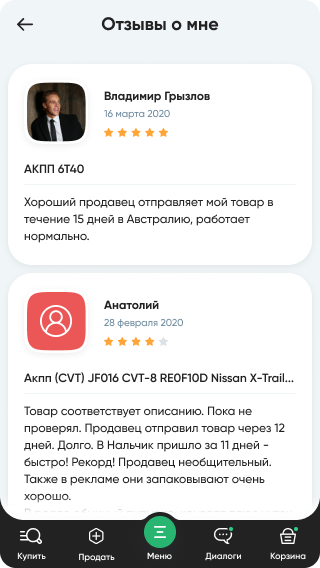 Отзывы о мне
Владимир Грызлов
16 марта 2020
АКПП 6T40
Хороший продавец отправляет мой товар в
течение 15 дней в Австралию, работает
нормально.
Анатолий
28 февраля 2020
Акпп (CVT) JF016 CVT-8 RE0F10D Nissan X-Trail...
Товар соответствует описанию. Пока не
проверял. Продавец отправил товар через 12
дней. Долго. В Нальчик пришло за 11 дней -
быстро! Рекорд! Продавец необщительный.
Также в рекламе они запаковывают очень
хорошо.
Купить
Продать
Меню
Диалоги
Корзина